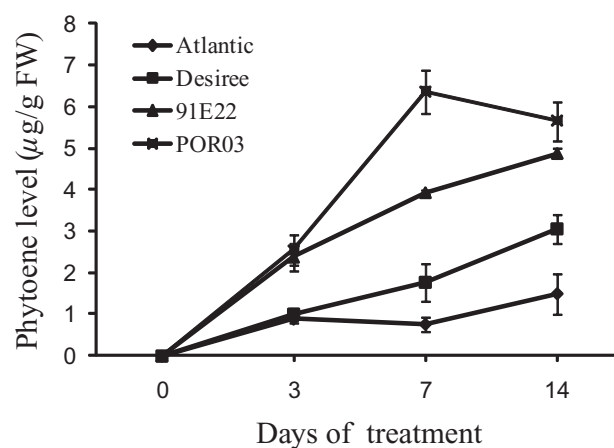 8
7
6
5
4
3
2
1
0
Phytoene level (µg/g FW)
Atlantic
Desiree
91E22
POR03
0 3 7 14
Days of treatment